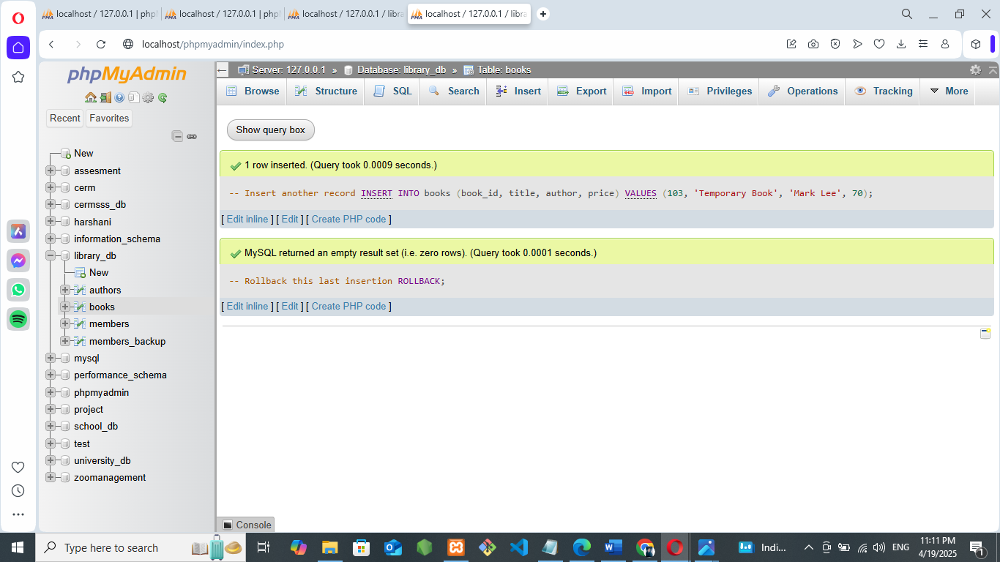 localhost / 127.0.0.1 | phpl
localhost / 127.0.0.1 | phpl
localhost / 127.0.0.1 / libra
localhost / 127.0.0.1 / libra
localhost/phpmyadmin/index.php
phpMyAdmin
Recent Favorites
New
assesment
cerm
cermsss_db
harshani
information_schema
library_db
New
authors
books
members
members_backup
mysql
performance_schema
phpmyadmin
project
school_db
test
university_db
zoomanagement
Server: 127.0.0.1 » Database: library_db » Table: books
Browse Structure SQL Search Insert Export Import Privileges Operations Tracking More
Show query box
1 row inserted. (Query took 0.0009 seconds.)
-- Insert another record INSERT INTO books (book_id, title, author, price) VALUES (103, 'Temporary Book', 'Mark Lee', 70);
[ Edit inline ] [ Edit ] [ Create PHP code ]
MySQL returned an empty result set (i.e. zero rows). (Query took 0.0001 seconds.)
-- Rollback this last insertion ROLLBACK;
[ Edit inline ] [ Edit ] [ Create PHP code ]
Console
Type here to search
Indi...
ENG
11:11 PM
4/19/2025
1